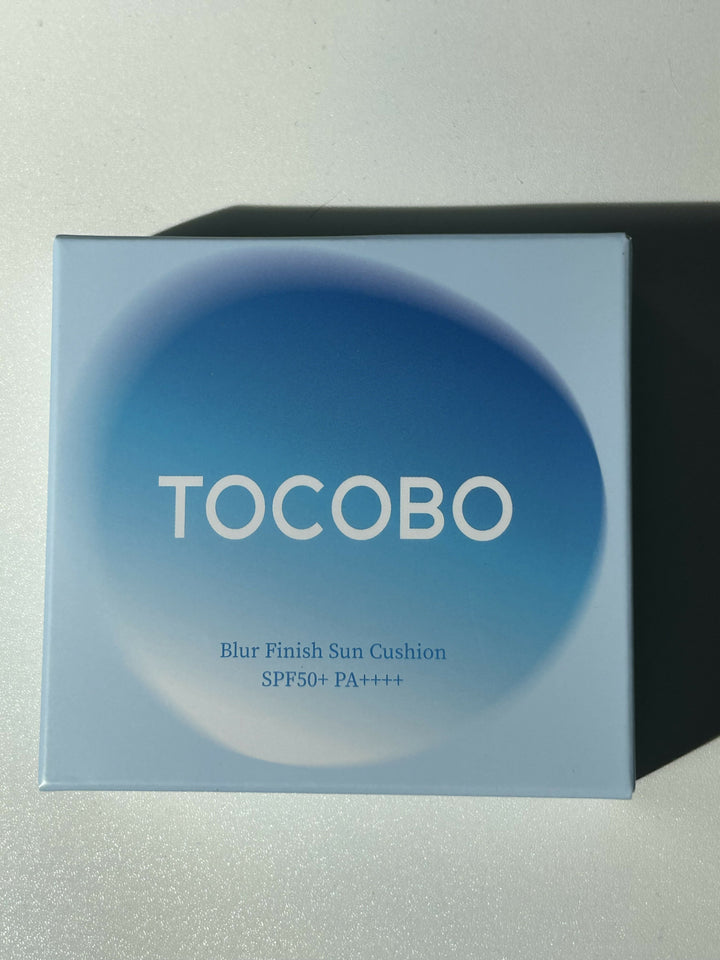 TOCOBO
Blur Finish Sun Cushion
SPF50+ PA++++